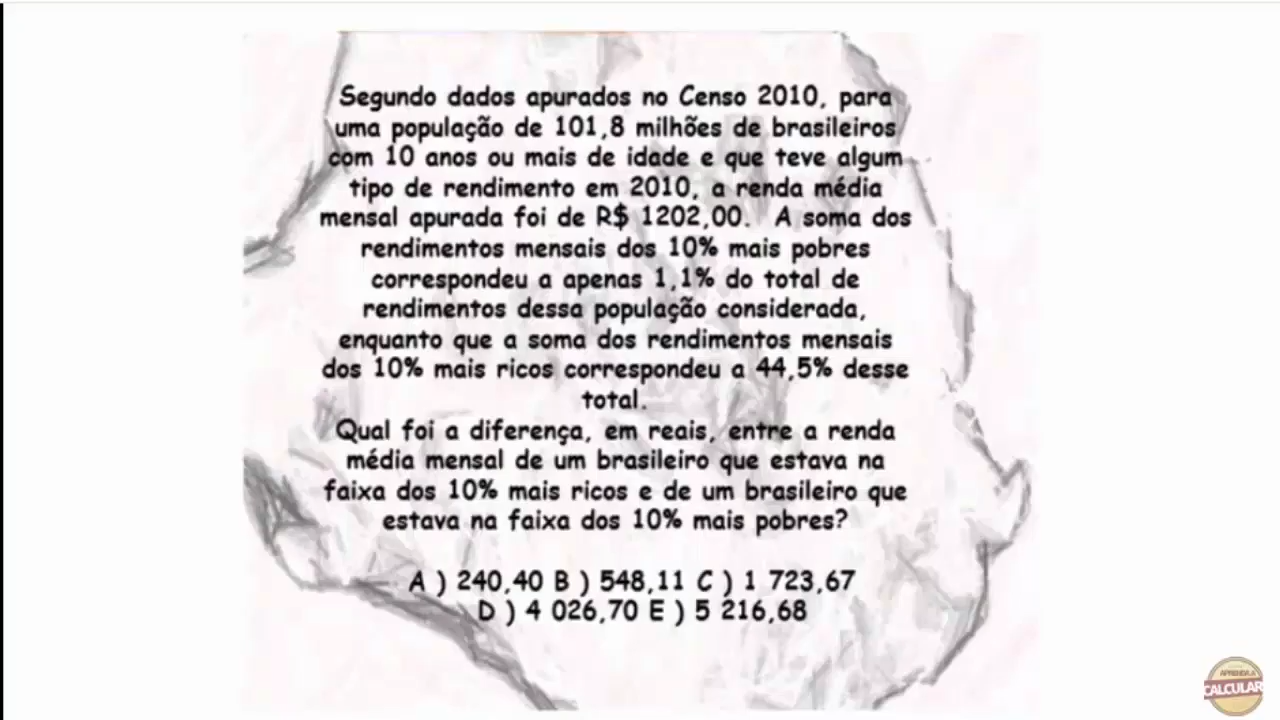 Segundo dados apurados no Censo 2010, para
uma população de 101,8 milhões de brasileiros
com 10 anos ou mais de idade e que teve algum
tipo de rendimento em 2010, a renda média
mensal apurada foi de R$ 1202,00. A soma dos
rendimentos mensais dos 10% mais pobres
correspondeu a apenas 1,1% do total de
rendimentos dessa população considerada,
enquanto que a soma dos rendimentos mensais
dos 10% mais ricos correspondeu a 44,5% desse
total.
Qual foi a diferença, em reais, entre a renda
média mensal de um brasileiro que estava na
faixa dos 10% mais ricos e de um brasileiro que
estava na faixa dos 10% mais pobres?
A ) 240,40 B ) 548,11 C ) 1 723,67
D ) 4 026,70 E ) 5 216,68
APRENDA A
CALCULAR